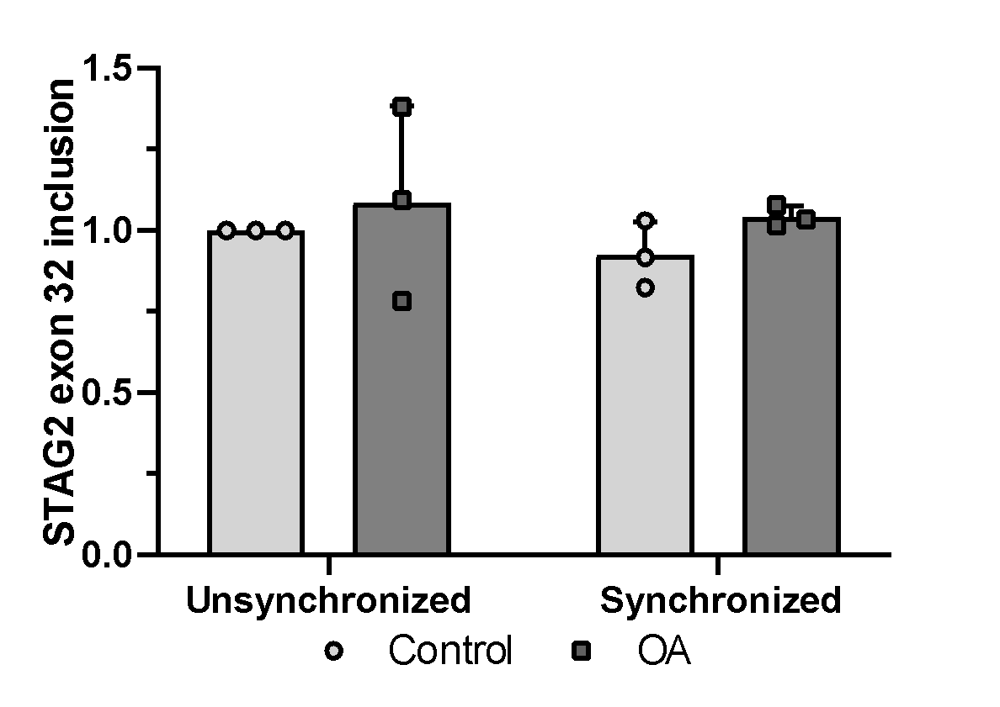 STAG2 exon 32 inclusion
1.5
1.0
0.5
0.0
Unsynchronized Synchronized
Control OA